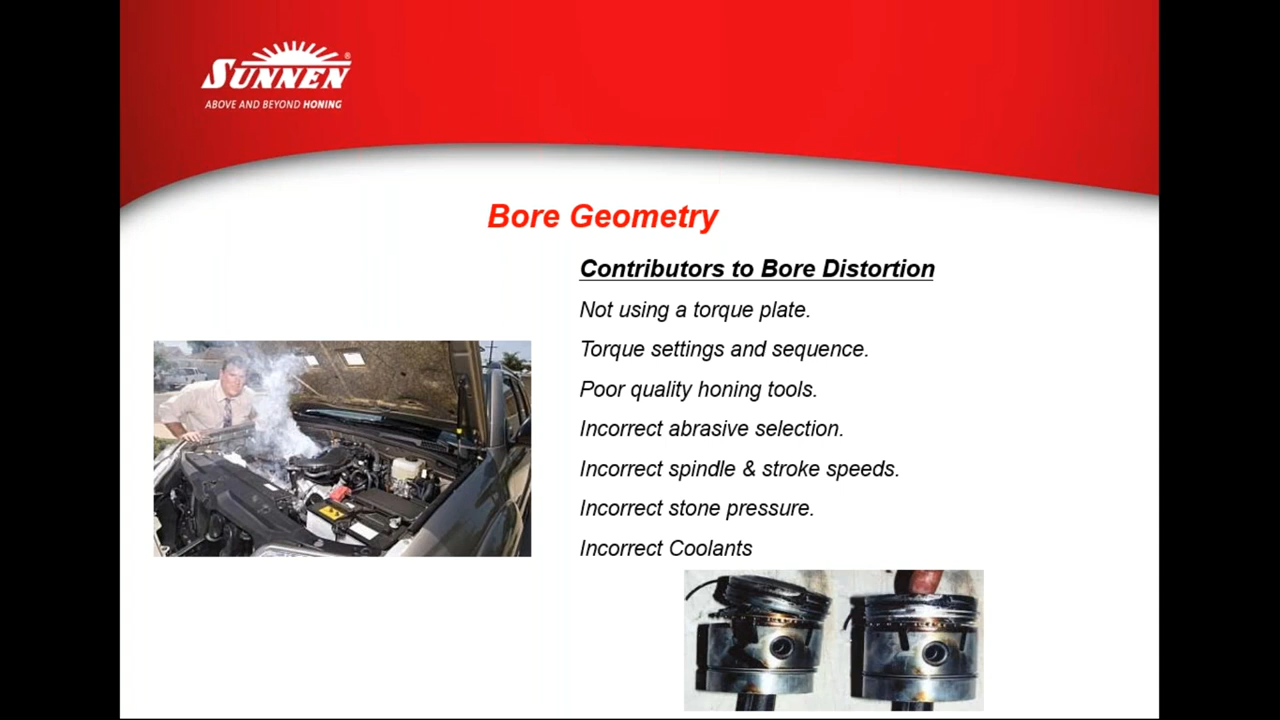 SUNNEN®
ABOVE AND BEYOND HONING
Bore Geometry
Contributors to Bore Distortion
Not using a torque plate.
Torque settings and sequence.
Poor quality honing tools.
Incorrect abrasive selection.
Incorrect spindle & stroke speeds.
Incorrect stone pressure.
Incorrect Coolants